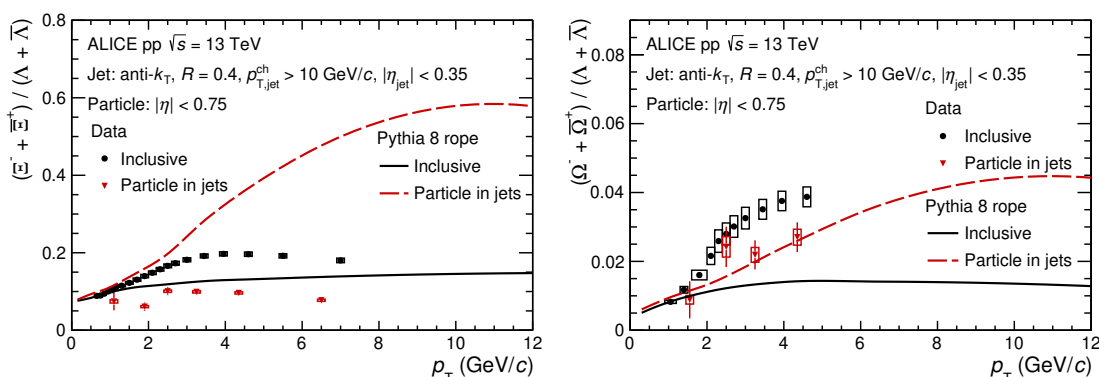 (Ξ⁻ + Ξ̅⁺) / (Λ + Λ̅)
ALICE pp √s = 13 TeV
Jet: anti-k_T, R = 0.4, p^ch_T,jet > 10 GeV/c, |η_jet| < 0.35
Particle: |η| < 0.75
Data
Inclusive
Particle in jets
Pythia 8 rope
Inclusive
Particle in jets
0.8
0.6
0.4
0.2
0
0 2 4 6 8 10 12
p_T (GeV/c)
(Ω⁻ + Ω̅⁺) / (Λ + Λ̅)
ALICE pp √s = 13 TeV
Jet: anti-k_T, R = 0.4, p^ch_T,jet > 10 GeV/c, |η_jet| < 0.35
Particle: |η| < 0.75
Data
Inclusive
Particle in jets
Pythia 8 rope
Inclusive
Particle in jets
0.08
0.06
0.04
0.02
0
0 2 4 6 8 10 12
p_T (GeV/c)